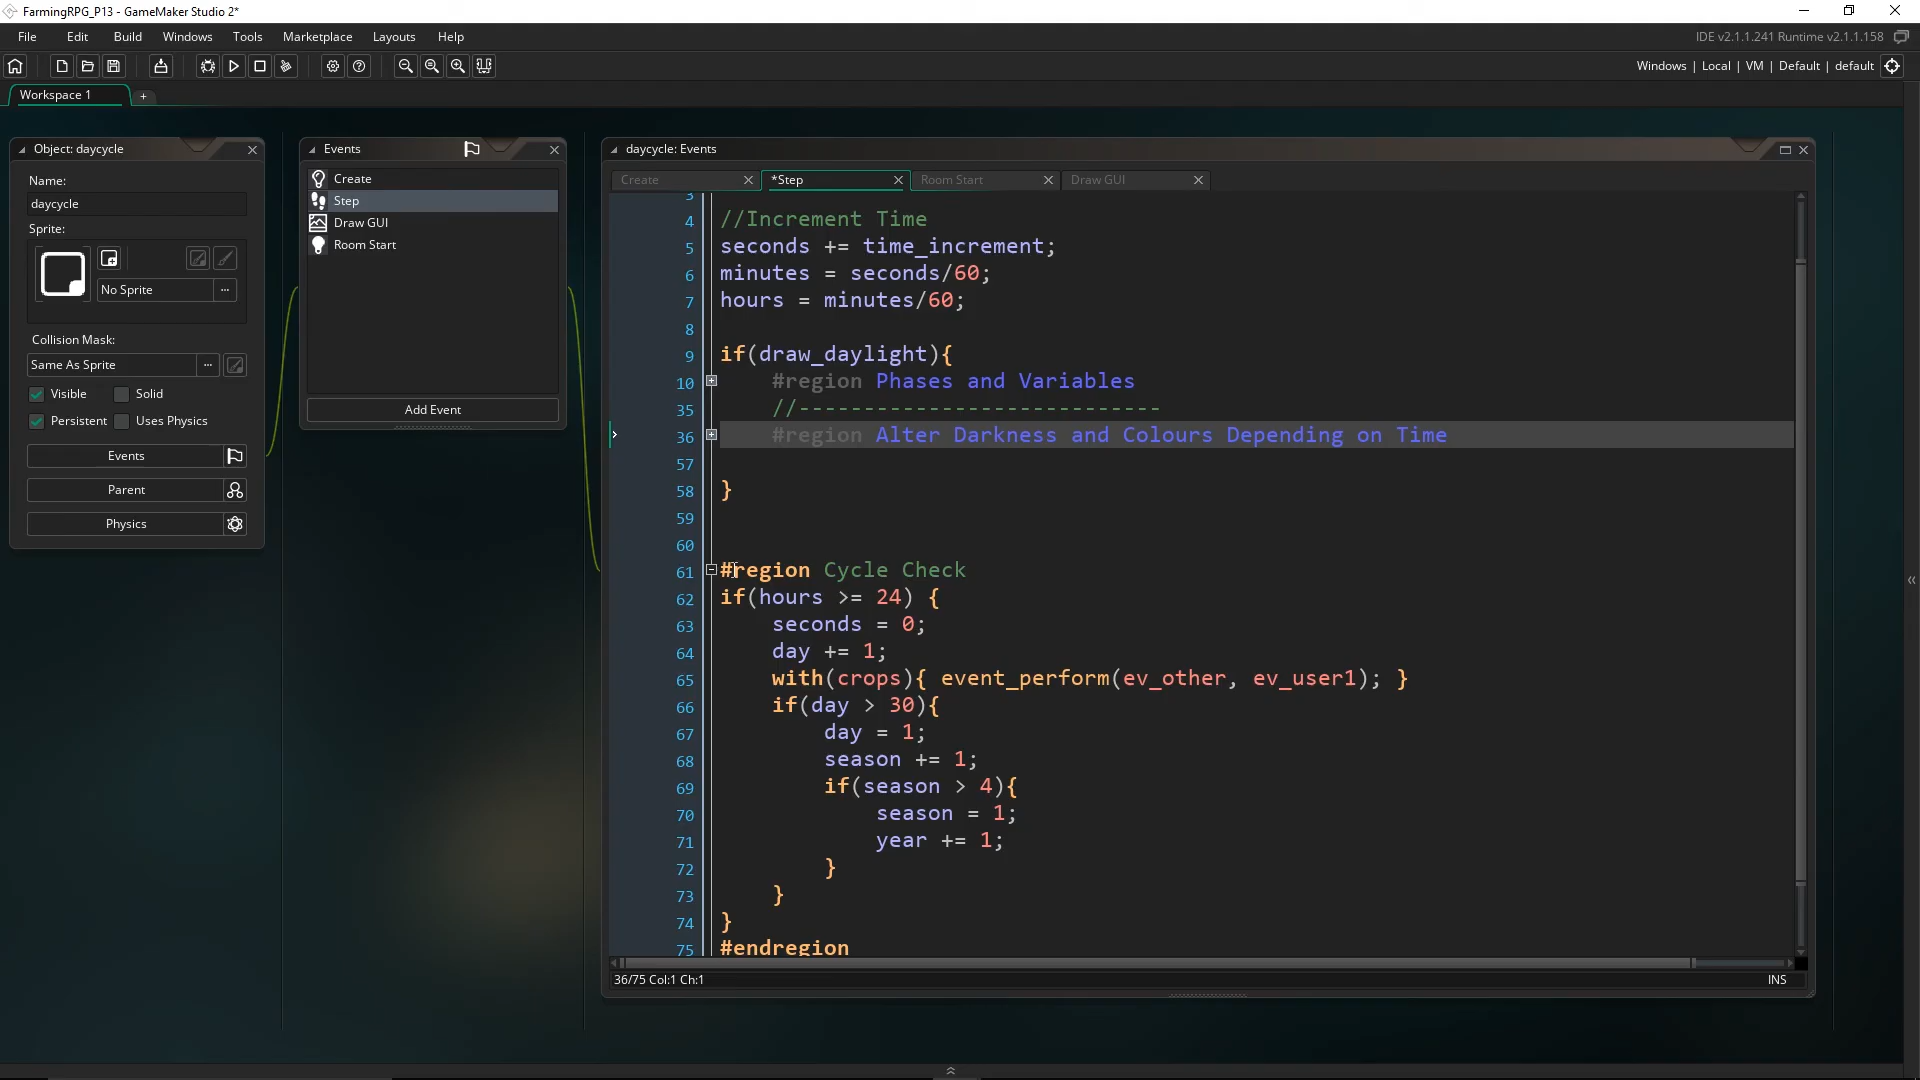 FarmingRPG_P13 - GameMaker Studio 2*
File Edit Build Windows Tools Marketplace Layouts Help
IDE v2.1.1.241 Runtime v2.1.1.158
Windows | Local | VM | Default | default
Workspace 1
+
Object: daycycle
Name:
daycycle
Sprite:
No Sprite
...
Collision Mask:
Same As Sprite
...
Visible
Solid
Persistent
Uses Physics
Events
Parent
Physics
Events
Create
Step
Draw GUI
Room Start
Add Event
daycycle: Events
Create
*Step
Room Start
Draw GUI
3
4 //Increment Time
5 seconds += time_increment;
6 minutes = seconds/60;
7 hours = minutes/60;
8
9 if(draw_daylight){
10 #region Phases and Variables
35 //----------------------------
36 #region Alter Darkness and Colours Depending on Time
57
58 }
59
60
61 #region Cycle Check
62 if(hours >= 24) {
63 seconds = 0;
64 day += 1;
65 with(crops){ event_perform(ev_other, ev_user1); }
66 if(day > 30){
67 day = 1;
68 season += 1;
69 if(season > 4){
70 season = 1;
71 year += 1;
72 }
73 }
74 }
75 #endregion
36/75 Col:1 Ch:1
INS